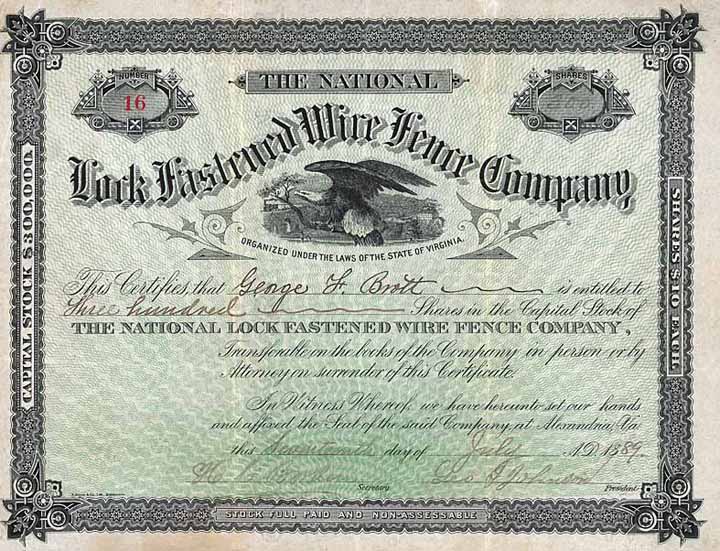 NUMBER
16
SHARES
THE NATIONAL
Lock Fastened Wire Fence Company,
ORGANIZED UNDER THE LAWS OF THE STATE OF VIRGINIA.
This Certifies, that George F. Brott is entitled to
Three hundred Shares in the Capital Stock of
THE NATIONAL LOCK FASTENED WIRE FENCE COMPANY,
Transferable on the books of the Company in person or by
Attorney on surrender of this Certificate.
In Witness Whereof, we have hereunto set our hands
and affixed the Seal of the said Company, at Alexandria, Va.
this Seventeenth day of July A.D. 1889.
Johnson
Secretary
President
CAPITAL STOCK $300,000.
SHARES $10 EACH.
STOCK FULL PAID AND NON-ASSESSABLE